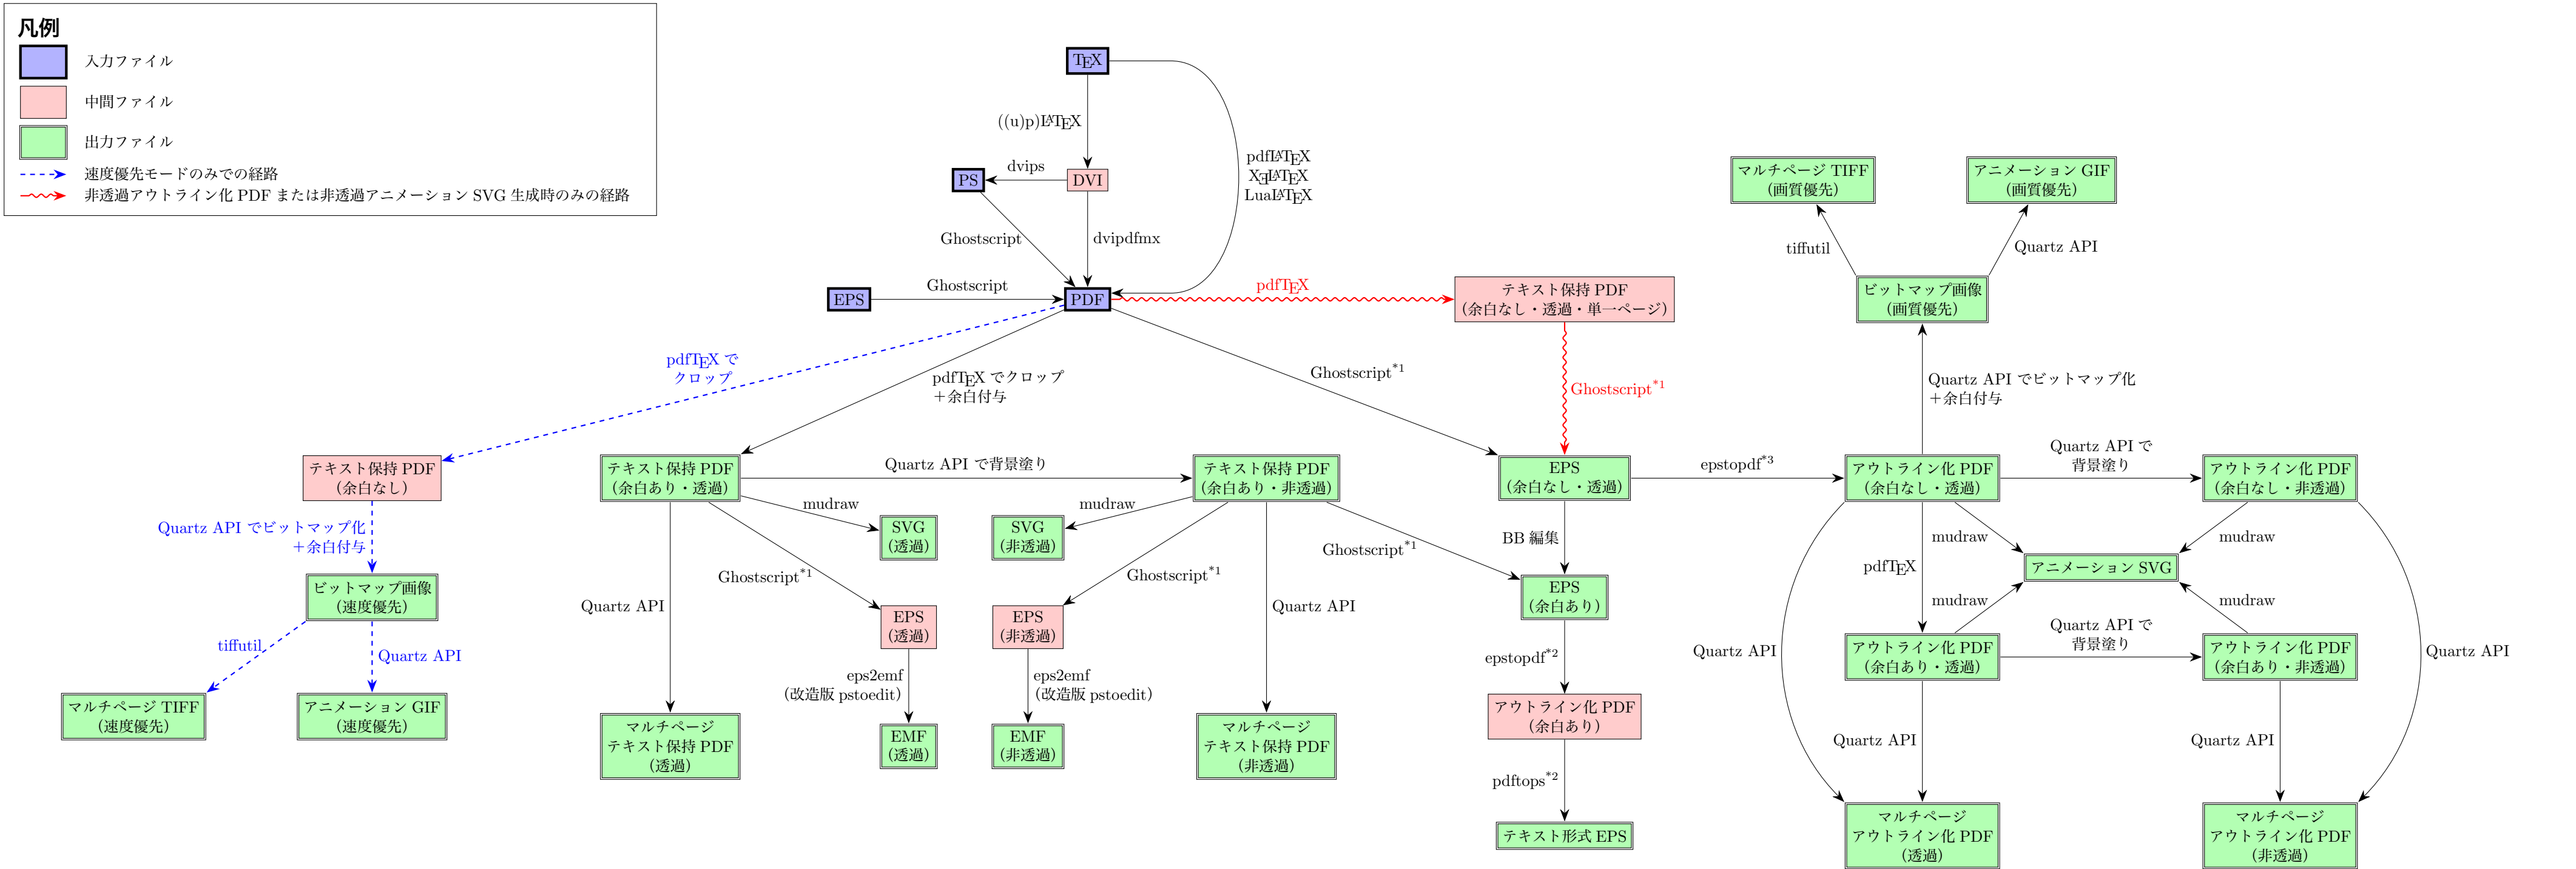 凡例
入力ファイル
中間ファイル
出力ファイル
速度優先モードのみでの経路
非透過アウトライン化 PDF または非透過アニメーション SVG 生成時のみの経路
TEX
((u)p)LATEX
pdfLATEX
XƎLATEX
LuaLATEX
PS
dvips
DVI
Ghostscript
dvipdfmx
EPS
Ghostscript
PDF
pdfTEX
テキスト保持 PDF
(余白なし・透過・単一ページ)
マルチページ TIFF
(画質優先)
アニメーション GIF
(画質優先)
tiffutil
Quartz API
ビットマップ画像
(画質優先)
pdfTEX で
クロップ
pdfTEX でクロップ
＋余白付与
Ghostscript*1
Ghostscript*1
Quartz API でビットマップ化
＋余白付与
テキスト保持 PDF
(余白なし)
テキスト保持 PDF
(余白あり・透過)
Quartz API で背景塗り
テキスト保持 PDF
(余白あり・非透過)
EPS
(余白なし・透過)
epstopdf*3
アウトライン化 PDF
(余白なし・透過)
Quartz API で
背景塗り
アウトライン化 PDF
(余白なし・非透過)
Quartz API でビットマップ化
＋余白付与
mudraw
SVG
(透過)
mudraw
SVG
(非透過)
Ghostscript*1
BB 編集
mudraw
mudraw
pdfTEX
アニメーション SVG
mudraw
mudraw
ビットマップ画像
(速度優先)
Quartz API
Ghostscript*1
Ghostscript*1
Quartz API
EPS
(余白あり)
EPS
(透過)
EPS
(非透過)
tiffutil
Quartz API
eps2emf
(改造版 pstoedit)
eps2emf
(改造版 pstoedit)
epstopdf*2
Quartz API
アウトライン化 PDF
(余白あり・透過)
Quartz API で
背景塗り
アウトライン化 PDF
(余白あり・非透過)
Quartz API
マルチページ TIFF
(速度優先)
アニメーション GIF
(速度優先)
マルチページ
テキスト保持 PDF
(透過)
EMF
(透過)
EMF
(非透過)
マルチページ
テキスト保持 PDF
(非透過)
アウトライン化 PDF
(余白あり)
Quartz API
Quartz API
pdftops*2
テキスト形式 EPS
マルチページ
アウトライン化 PDF
(透過)
マルチページ
アウトライン化 PDF
(非透過)